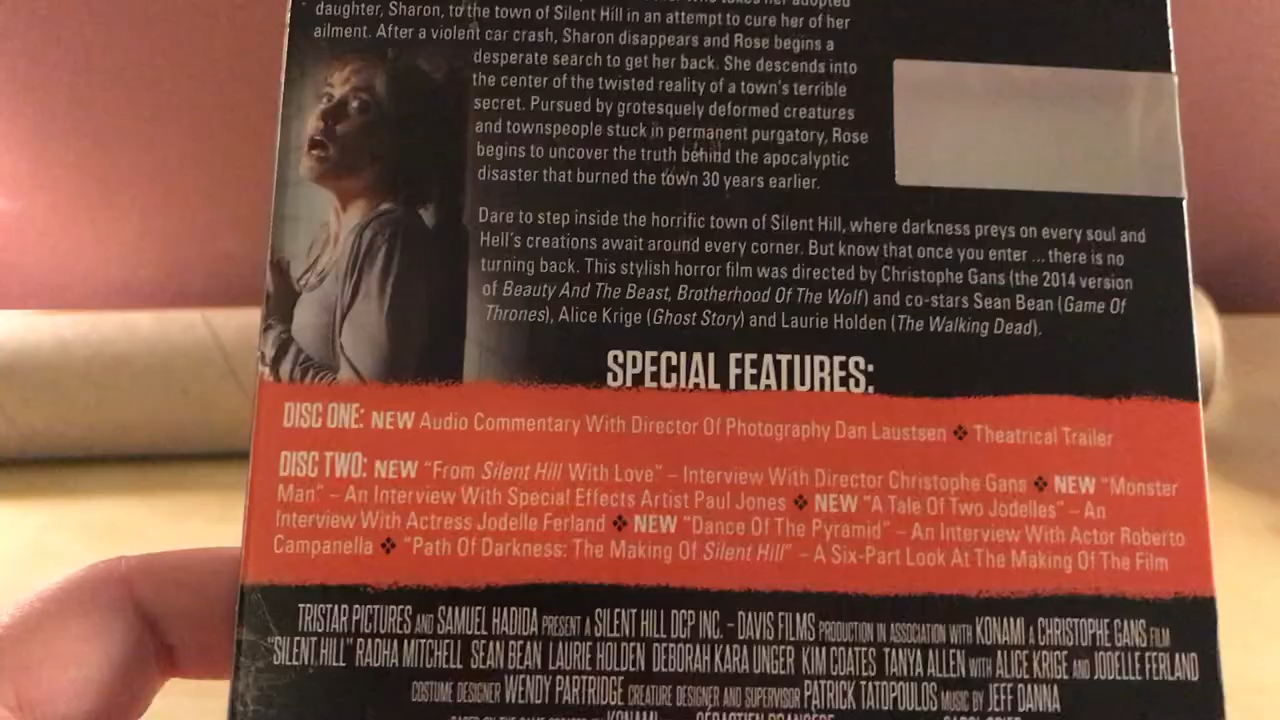 takes her adopted
daughter, Sharon, to the town of Silent Hill in an attempt to cure her of her
ailment. After a violent car crash, Sharon disappears and Rose begins a
desperate search to get her back. She descends into
the center of the twisted reality of a town's terrible
secret. Pursued by grotesquely deformed creatures
and townspeople stuck in permanent purgatory, Rose
begins to uncover the truth behind the apocalyptic
disaster that burned the town 30 years earlier.
Dare to step inside the horrific town of Silent Hill, where darkness preys on every soul and
Hell's creations await around every corner. But know that once you enter ... there is no
turning back. This stylish horror film was directed by Christophe Gans (the 2014 version
of Beauty And The Beast, Brotherhood Of The Wolf) and co-stars Sean Bean (Game Of
Thrones), Alice Krige (Ghost Story) and Laurie Holden (The Walking Dead).
SPECIAL FEATURES:
DISC ONE: NEW Audio Commentary With Director Of Photography Dan Laustsen ❖ Theatrical Trailer
DISC TWO: NEW "From Silent Hill With Love" – Interview With Director Christophe Gans ❖ NEW "Monster
Man" – An Interview With Special Effects Artist Paul Jones ❖ NEW "A Tale Of Two Jodelles" – An
Interview With Actress Jodelle Ferland ❖ NEW "Dance Of The Pyramid" – An Interview With Actor Roberto
Campanella ❖ "Path Of Darkness: The Making Of Silent Hill" – A Six-Part Look At The Making Of The Film
TRISTAR PICTURES AND SAMUEL HADIDA PRESENT A SILENT HILL DCP INC. – DAVIS FILMS PRODUCTION IN ASSOCIATION WITH KONAMI A CHRISTOPHE GANS FILM
"SILENT HILL" RADHA MITCHELL SEAN BEAN LAURIE HOLDEN DEBORAH KARA UNGER KIM COATES TANYA ALLEN WITH ALICE KRIGE AND JODELLE FERLAND
COSTUME DESIGNER WENDY PARTRIDGE CREATURE DESIGNER AND SUPERVISOR PATRICK TATOPOULOS MUSIC BY JEFF DANNA
KONAMI